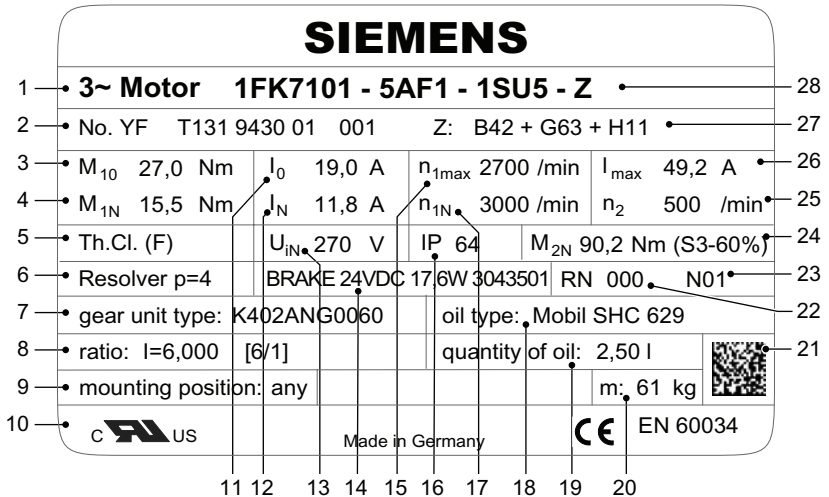 SIEMENS
1 3~ Motor 1FK7101 - 5AF1 - 1SU5 - Z 28
2 No. YF T131 9430 01 001 Z: B42 + G63 + H11 27
3 M10 27,0 Nm I0 19,0 A n1max 2700 /min Imax 49,2 A 26
4 M1N 15,5 Nm IN 11,8 A n1N 3000 /min n2 500 /min 25
5 Th.Cl. (F) UiN 270 V IP 64 M2N 90,2 Nm (S3-60%) 24
6 Resolver p=4 BRAKE 24VDC 17,6W 3043501 RN 000 N01 23
22
7 gear unit type: K402ANG0060 oil type: Mobil SHC 629
8 ratio: I=6,000 [6/1] quantity of oil: 2,50 l 21
9 mounting position: any m: 61 kg
10 C RU US Made in Germany CE EN 60034
11 12 13 14 15 16 17 18 19 20